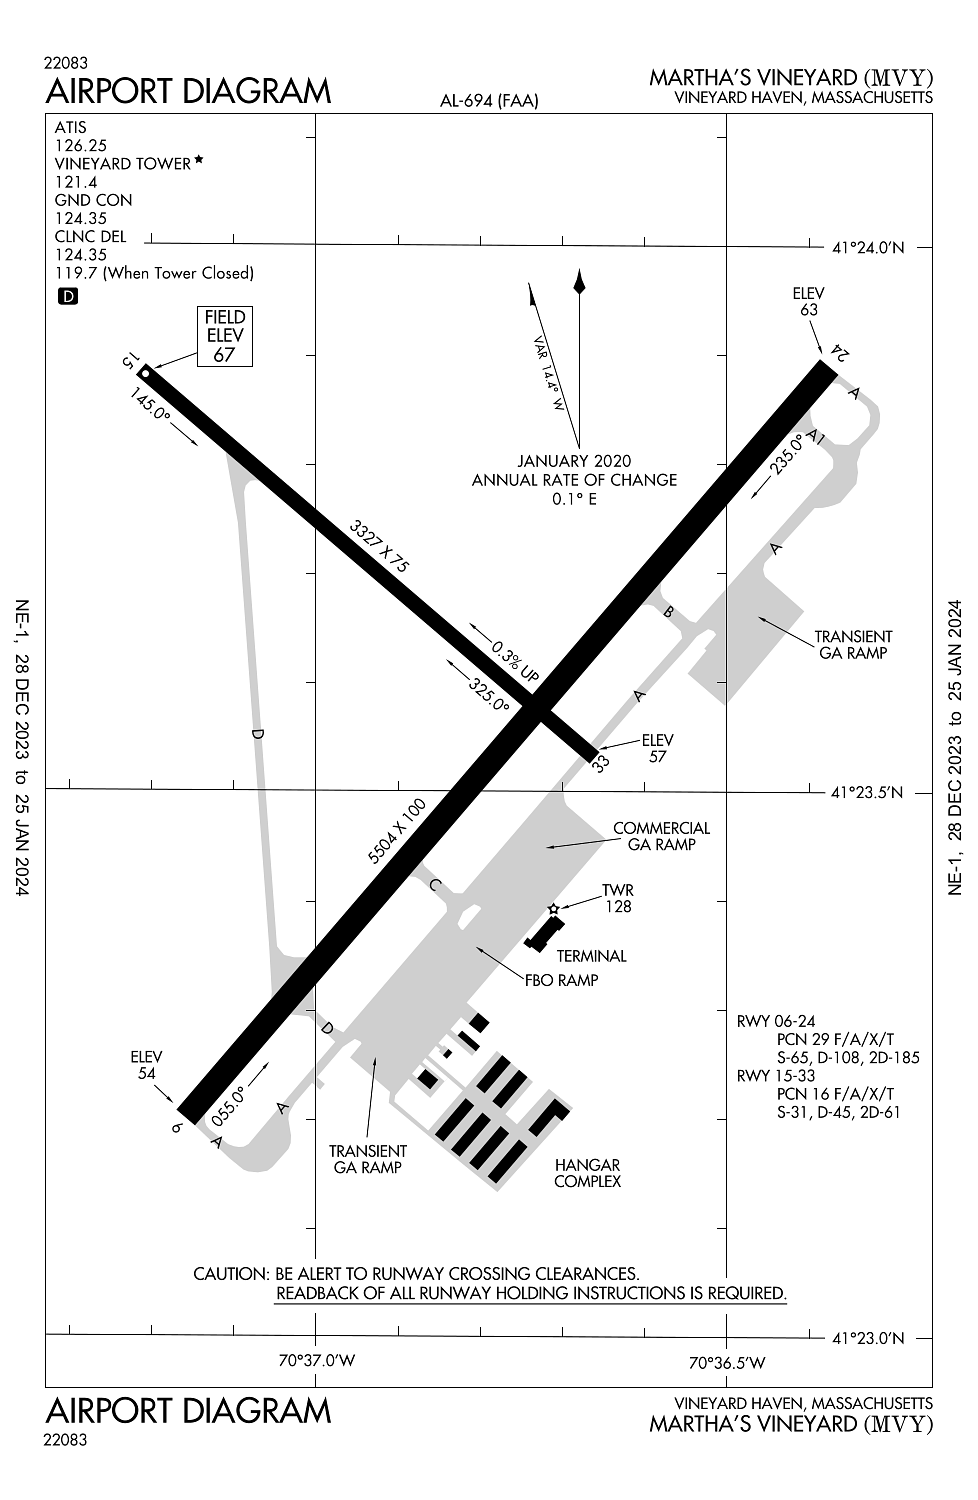 22083
AIRPORT DIAGRAM
AL-694 (FAA)
MARTHA'S VINEYARD (MVY)
VINEYARD HAVEN, MASSACHUSETTS
ATIS
126.25
VINEYARD TOWER★
121.4
GND CON
124.35
CLNC DEL
124.35
119.7 (When Tower Closed)
D
41°24.0'N
FIELD
ELEV
67
15
145.0°
VAR 14.4° W
JANUARY 2020
ANNUAL RATE OF CHANGE
0.1° E
ELEV
63
24
A
A1
235.0°
A
3327 X 75
B
TRANSIENT
GA RAMP
0.3% UP
325.0°
A
D
ELEV
57
33
41°23.5'N
5504 X 100
COMMERCIAL
GA RAMP
C
TWR
128
TERMINAL
FBO RAMP
D
RWY 06-24
PCN 29 F/A/X/T
S-65, D-108, 2D-185
RWY 15-33
PCN 16 F/A/X/T
S-31, D-45, 2D-61
ELEV
54
055.0°
A
6
A
TRANSIENT
GA RAMP
HANGAR
COMPLEX
CAUTION: BE ALERT TO RUNWAY CROSSING CLEARANCES.
READBACK OF ALL RUNWAY HOLDING INSTRUCTIONS IS REQUIRED.
41°23.0'N
70°37.0'W
70°36.5'W
NE-1, 28 DEC 2023 to 25 JAN 2024
NE-1, 28 DEC 2023 to 25 JAN 2024
AIRPORT DIAGRAM
22083
VINEYARD HAVEN, MASSACHUSETTS
MARTHA'S VINEYARD (MVY)